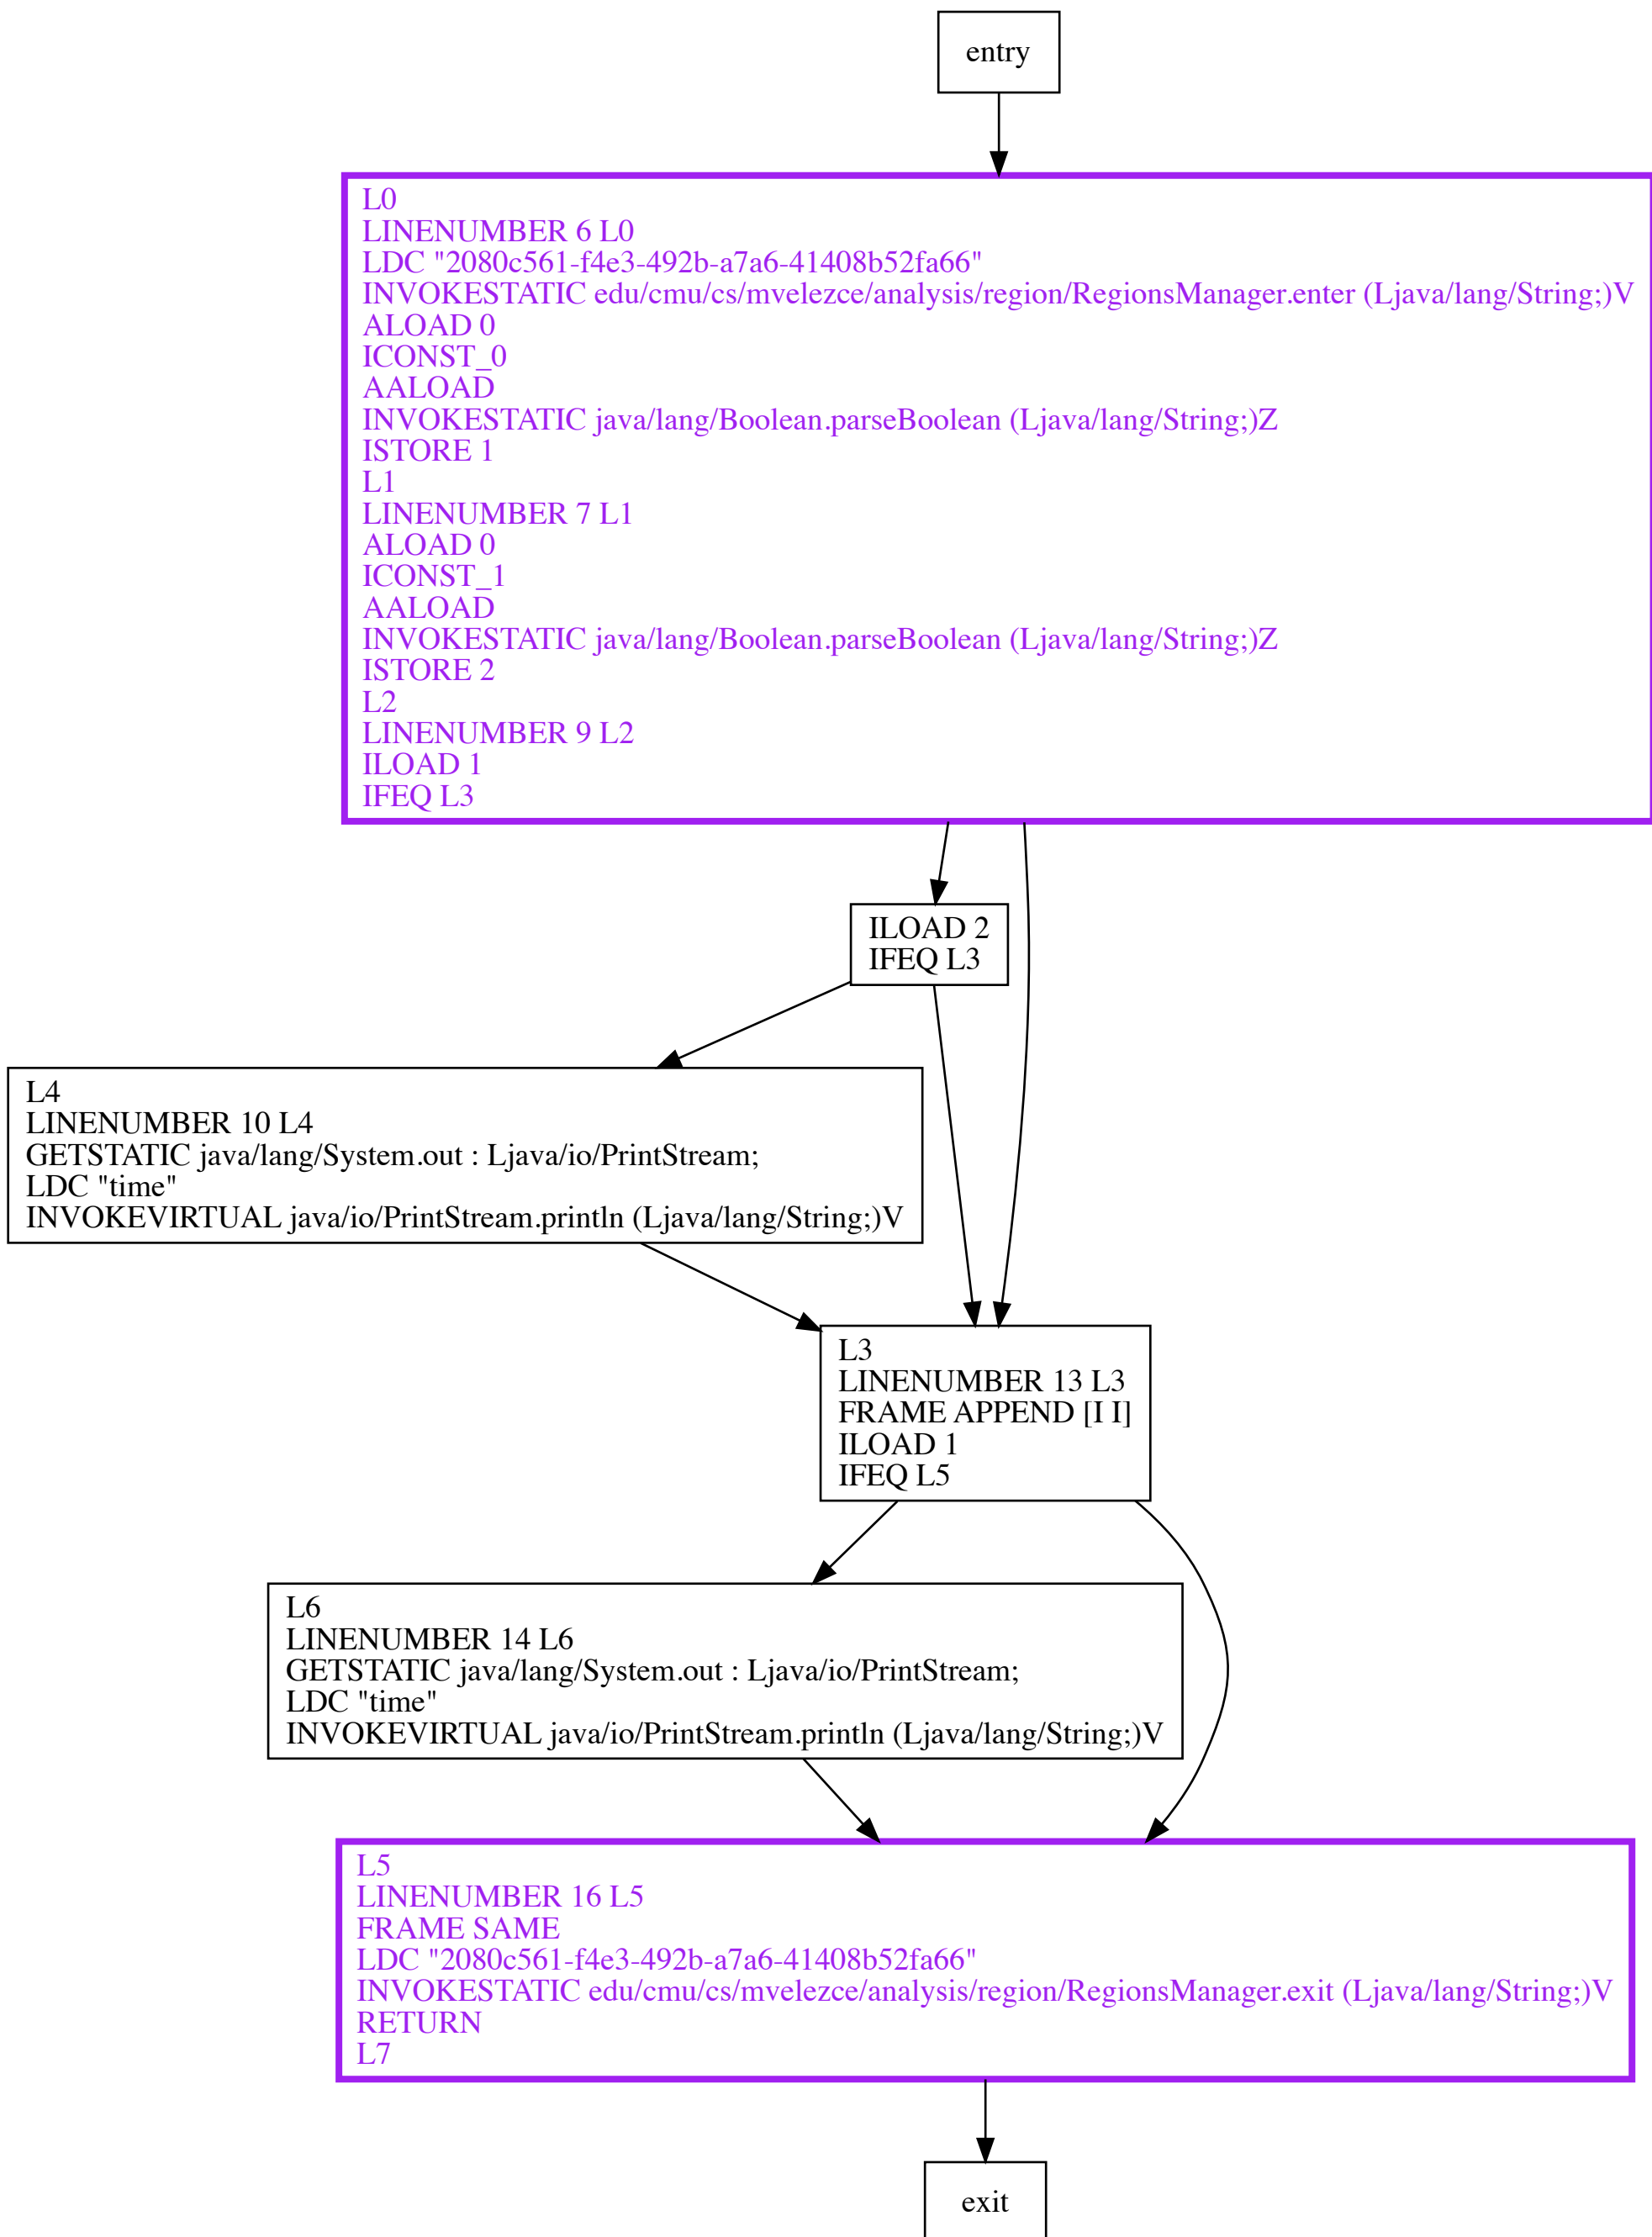 entry
L0
LINENUMBER 6 L0
LDC "2080c561-f4e3-492b-a7a6-41408b52fa66"
INVOKESTATIC edu/cmu/cs/mvelezce/analysis/region/RegionsManager.enter (Ljava/lang/String;)V
ALOAD 0
ICONST_0
AALOAD
INVOKESTATIC java/lang/Boolean.parseBoolean (Ljava/lang/String;)Z
ISTORE 1
L1
LINENUMBER 7 L1
ALOAD 0
ICONST_1
AALOAD
INVOKESTATIC java/lang/Boolean.parseBoolean (Ljava/lang/String;)Z
ISTORE 2
L2
LINENUMBER 9 L2
ILOAD 1
IFEQ L3
ILOAD 2
IFEQ L3
L4
LINENUMBER 10 L4
GETSTATIC java/lang/System.out : Ljava/io/PrintStream;
LDC "time"
INVOKEVIRTUAL java/io/PrintStream.println (Ljava/lang/String;)V
L3
LINENUMBER 13 L3
FRAME APPEND [I I]
ILOAD 1
IFEQ L5
L6
LINENUMBER 14 L6
GETSTATIC java/lang/System.out : Ljava/io/PrintStream;
LDC "time"
INVOKEVIRTUAL java/io/PrintStream.println (Ljava/lang/String;)V
L5
LINENUMBER 16 L5
FRAME SAME
LDC "2080c561-f4e3-492b-a7a6-41408b52fa66"
INVOKESTATIC edu/cmu/cs/mvelezce/analysis/region/RegionsManager.exit (Ljava/lang/String;)V
RETURN
L7
exit